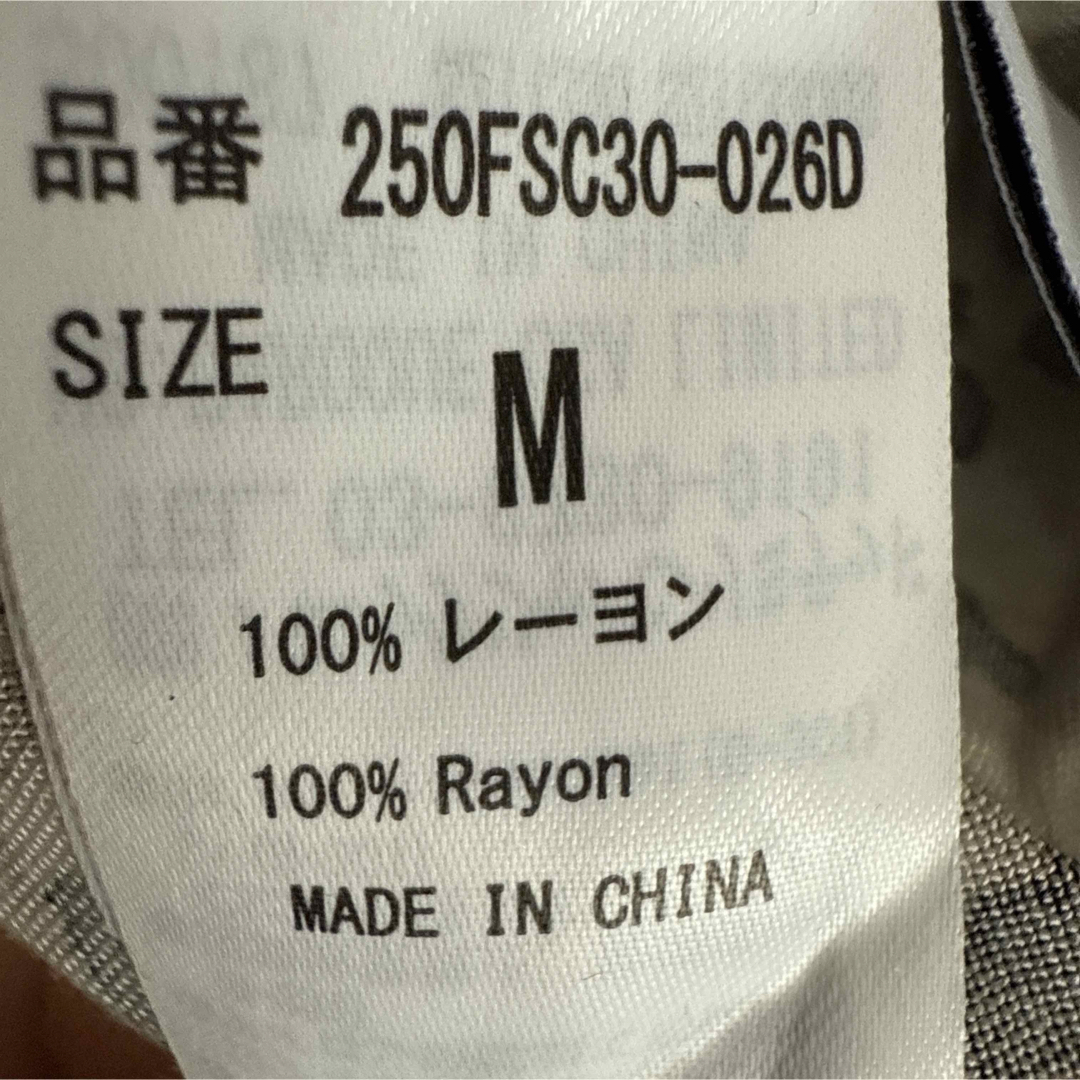 品番 250FSC30-026D
SIZE
M
100% レーヨン
100% Rayon
MADE IN CHINA